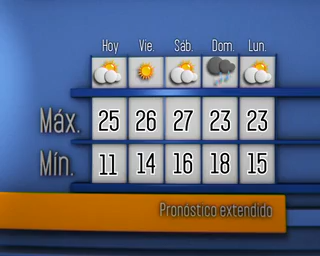 Hoy Vie. Sáb. Dom. Lun.
Máx. 25 26 27 23 23
Mín. 11 14 16 18 15
Pronóstico extendido